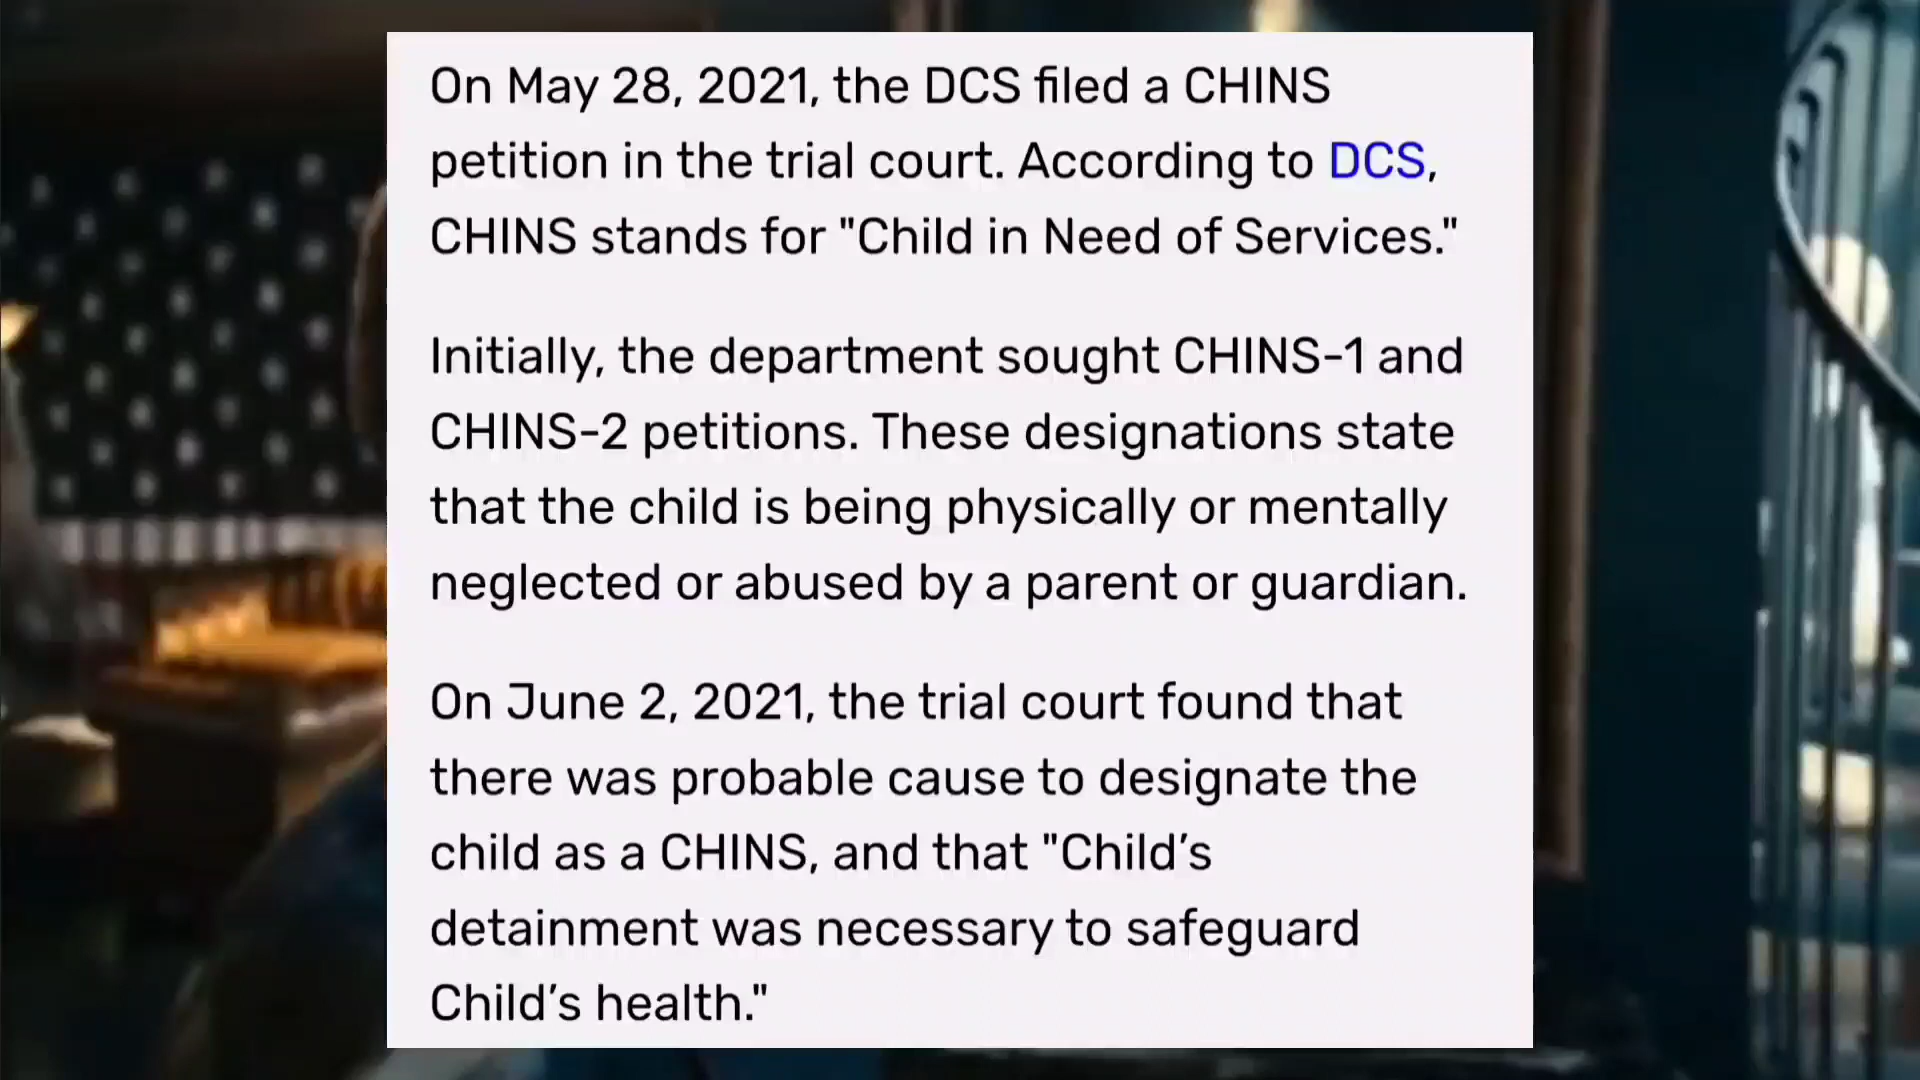 On May 28, 2021, the DCS filed a CHINS
petition in the trial court. According to DCS,
CHINS stands for "Child in Need of Services."
Initially, the department sought CHINS-1 and
CHINS-2 petitions. These designations state
that the child is being physically or mentally
neglected or abused by a parent or guardian.
On June 2, 2021, the trial court found that
there was probable cause to designate the
child as a CHINS, and that "Child’s
detainment was necessary to safeguard
Child’s health."